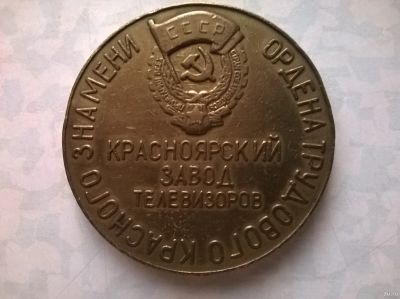 СССР
ОРДЕНА ТРУДОВОГО КРАСНОГО ЗНАМЕНИ
КРАСНОЯРСКИЙ
ЗАВОД
ТЕЛЕВИЗОРОВ